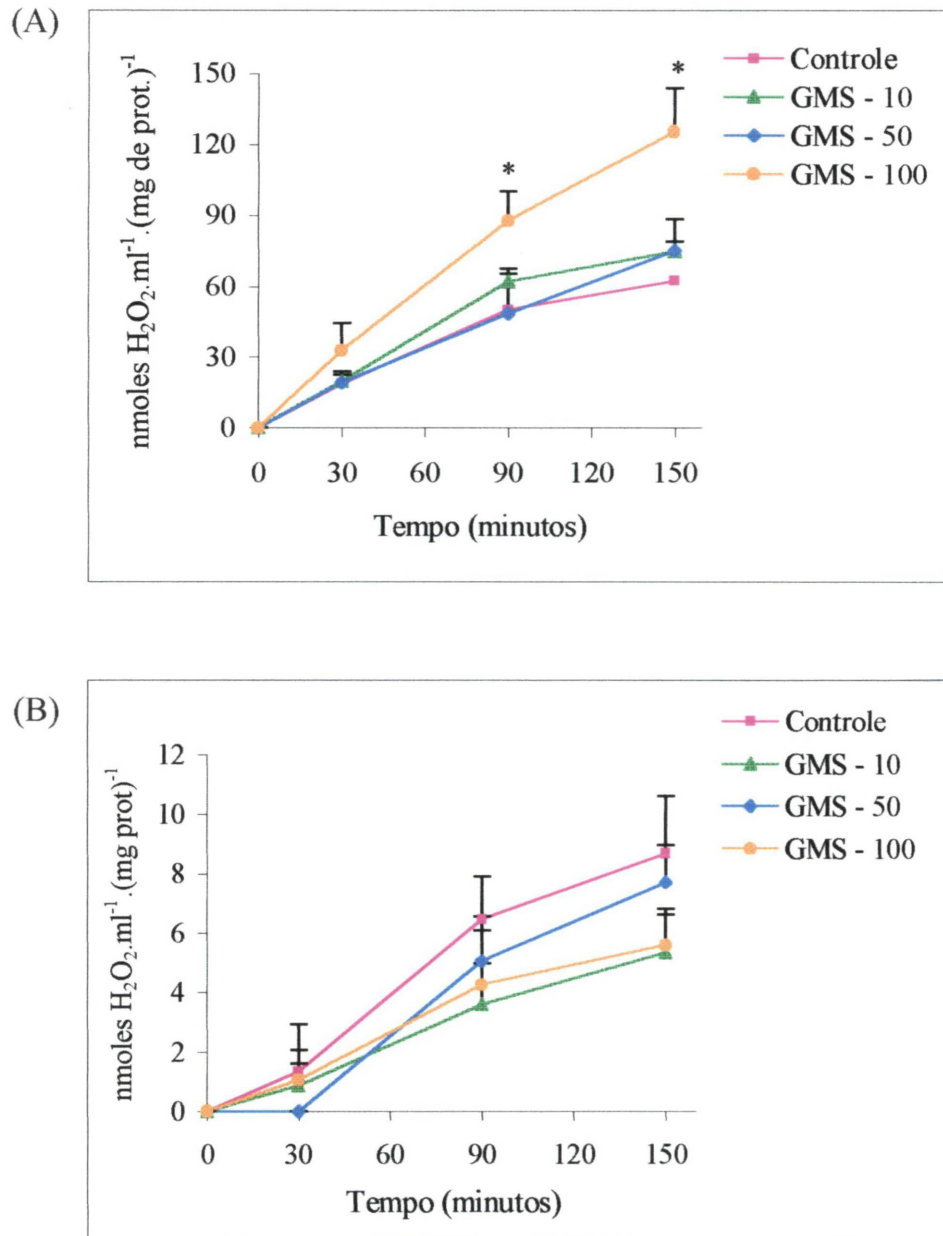 (A)
150
120
90
60
30
0
nmoles H₂O₂.ml⁻¹.(mg de prot.)⁻¹
*
*
0 30 60 90 120 150
Tempo (minutos)
Controle
GMS - 10
GMS - 50
GMS - 100
(B)
12
10
8
6
4
2
0
nmoles H₂O₂.ml⁻¹.(mg prot)⁻¹
0 30 60 90 120 150
Tempo (minutos)
Controle
GMS - 10
GMS - 50
GMS - 100